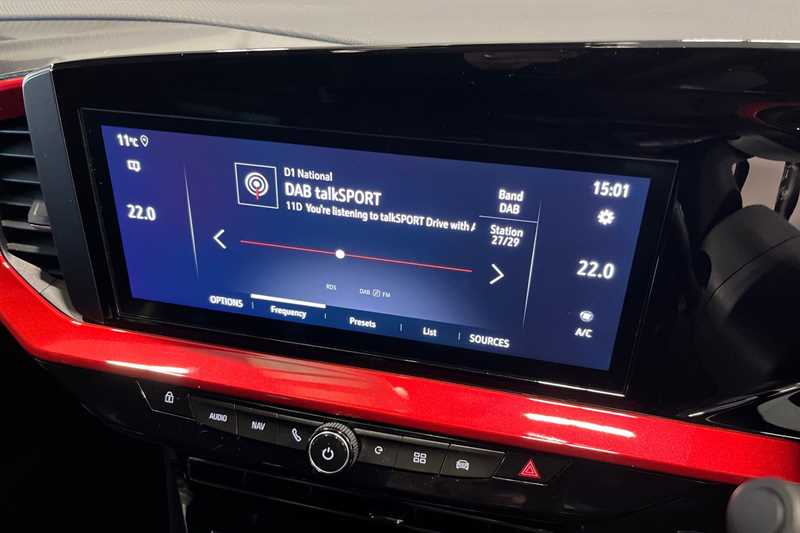 11°C
22.0
D1 National
DAB talkSPORT
11D You're listening to talkSPORT Drive with A
Band
DAB
Station
27/29
15:01
22.0
A/C
RDS
DAB
FM
OPTIONS
Frequency
Presets
List
SOURCES
AUDIO
NAV